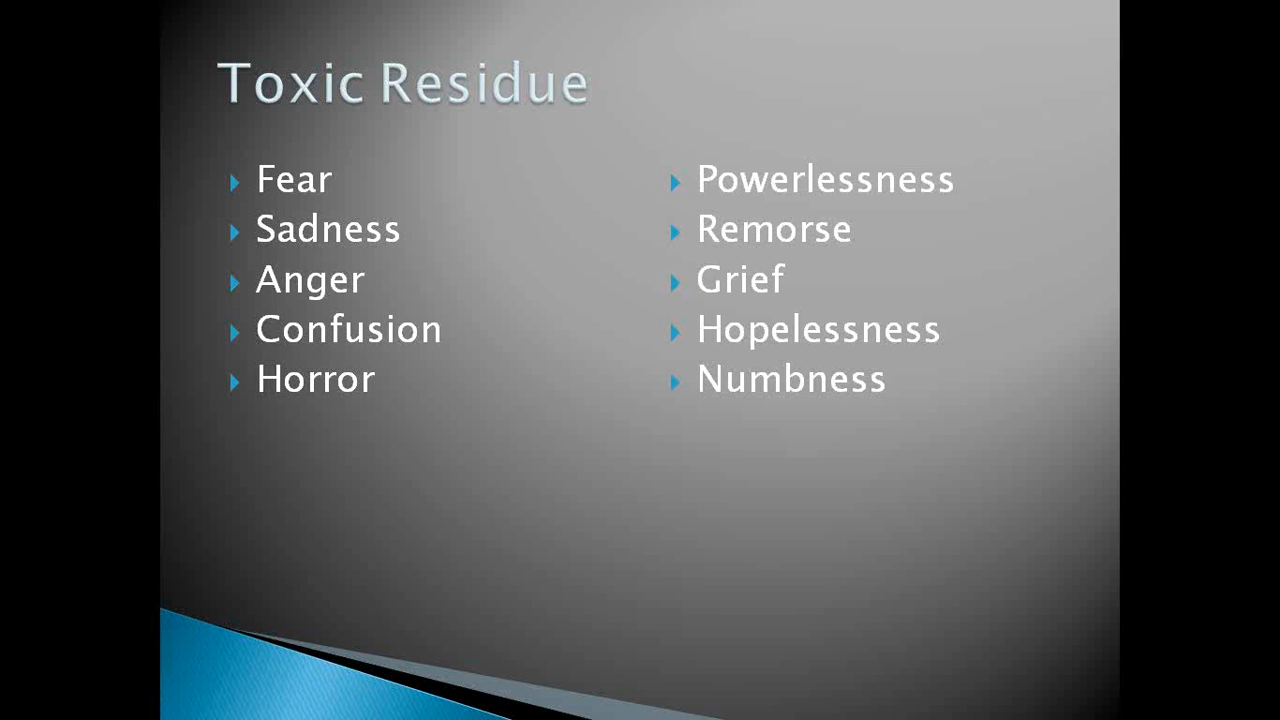 Toxic Residue
Fear
Sadness
Anger
Confusion
Horror
Powerlessness
Remorse
Grief
Hopelessness
Numbness